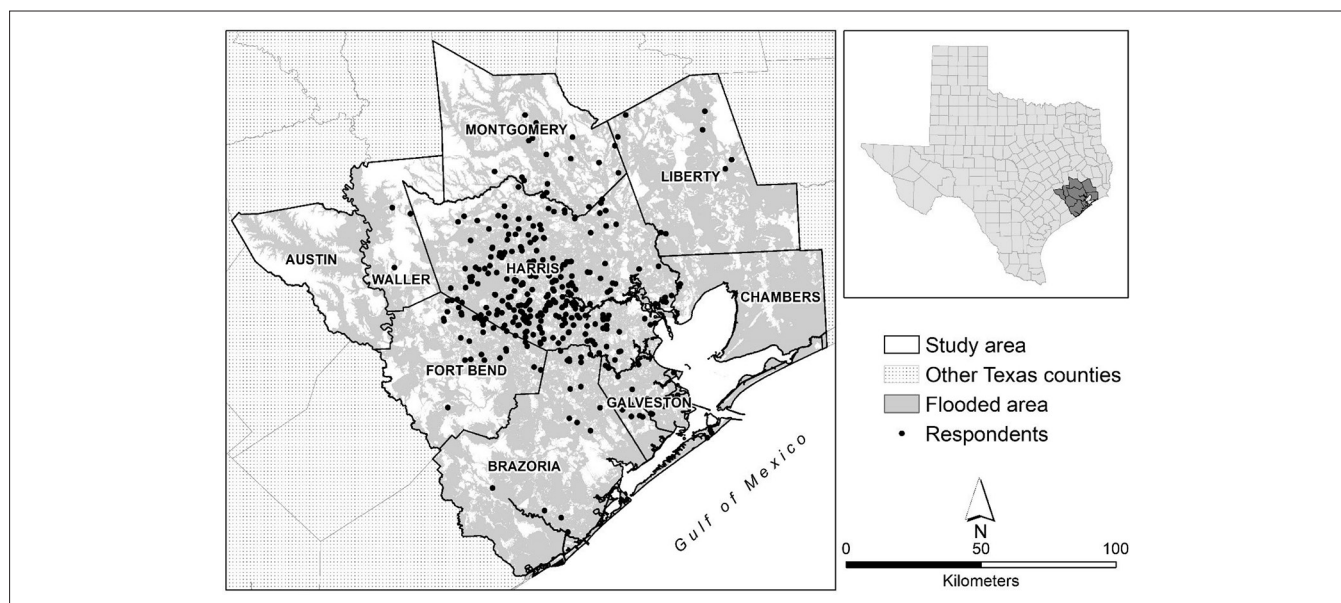 MONTGOMERY
LIBERTY
AUSTIN
WALLER
HARRIS
CHAMBERS
FORT BEND
GALVESTON
BRAZORIA
Gulf of Mexico
Study area
Other Texas counties
Flooded area
Respondents
N
0 50 100
Kilometers